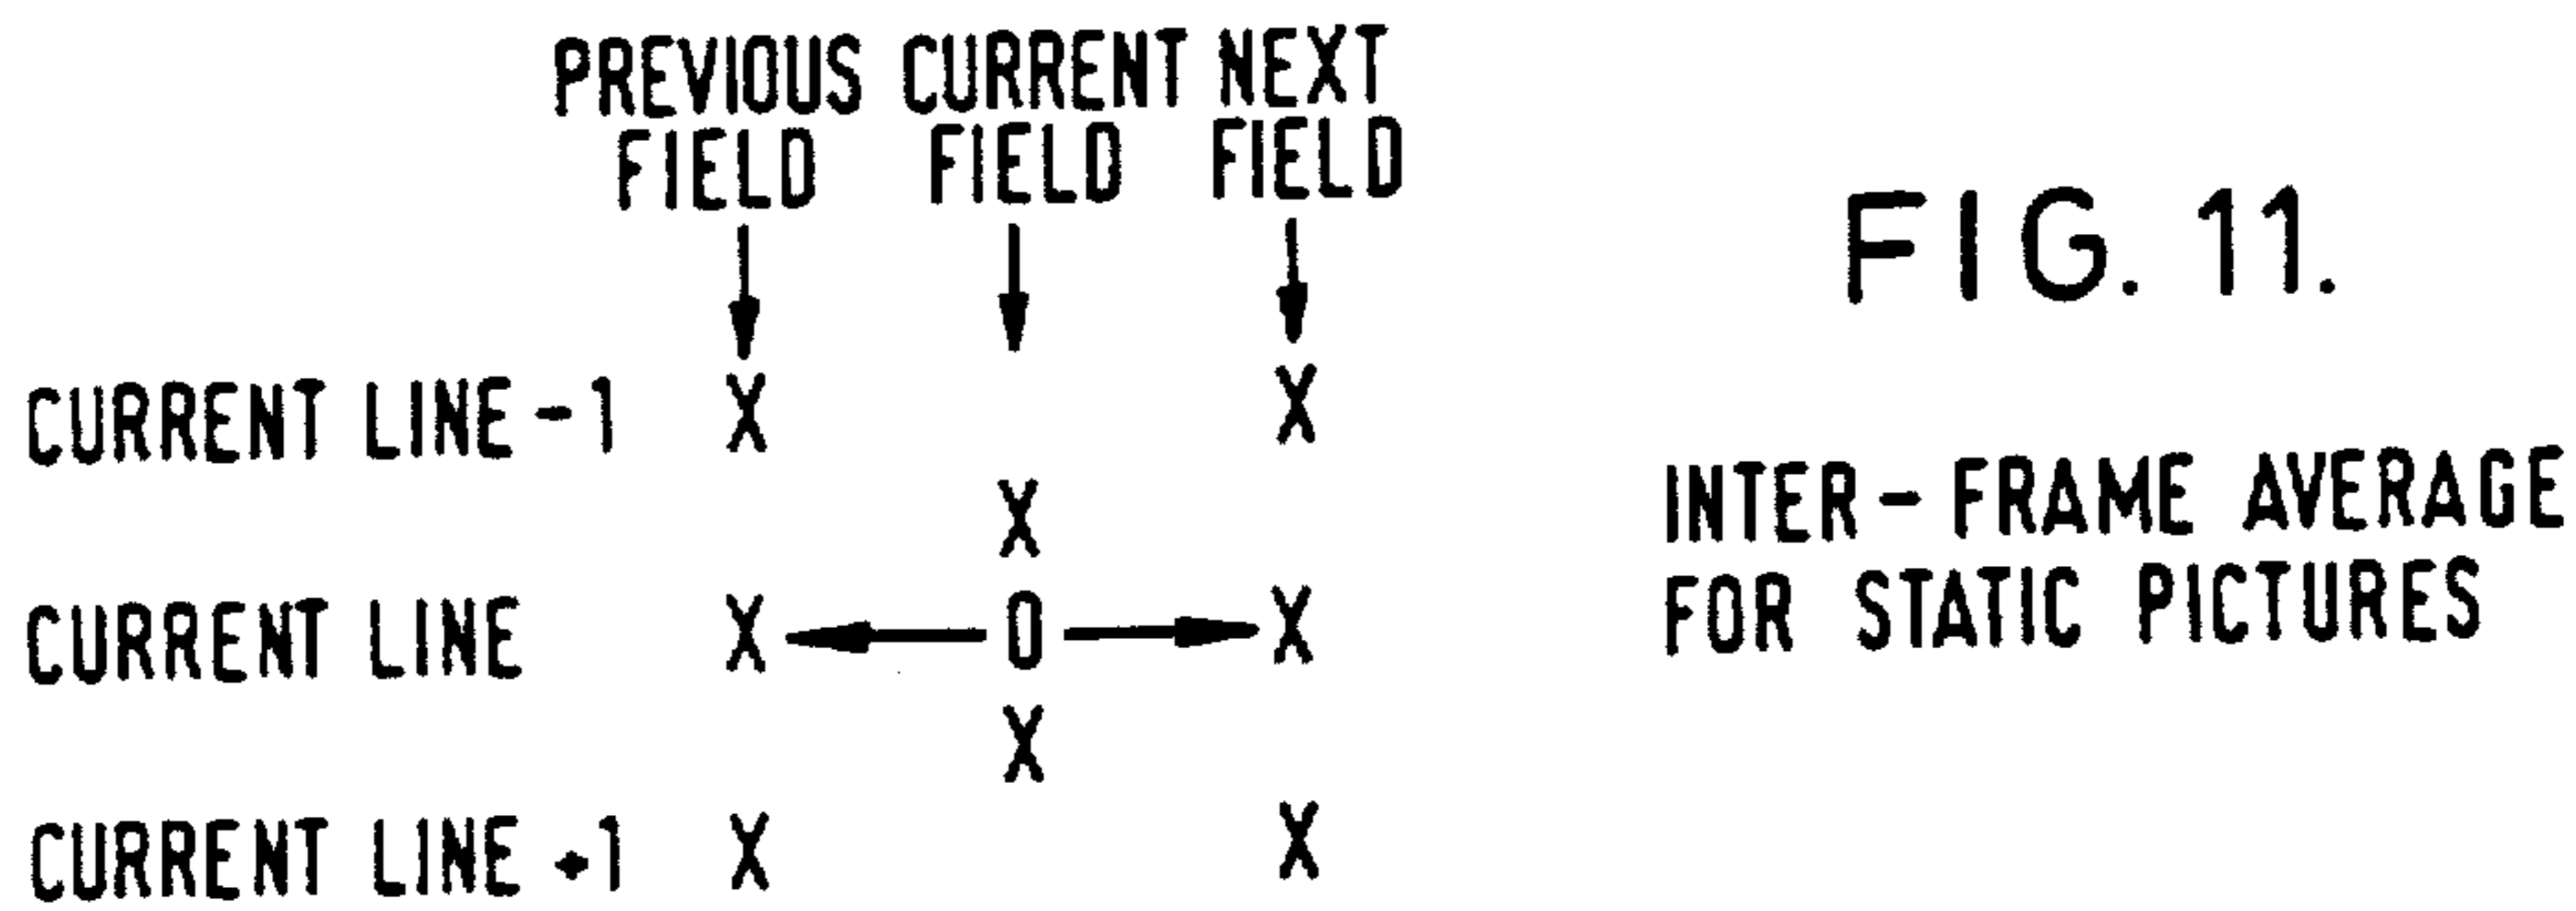 PREVIOUS CURRENT NEXT
FIELD FIELD FIELD
FIG. 11.
CURRENT LINE - 1 X X
X
INTER - FRAME AVERAGE
FOR STATIC PICTURES
CURRENT LINE X O X
X
CURRENT LINE +1 X X